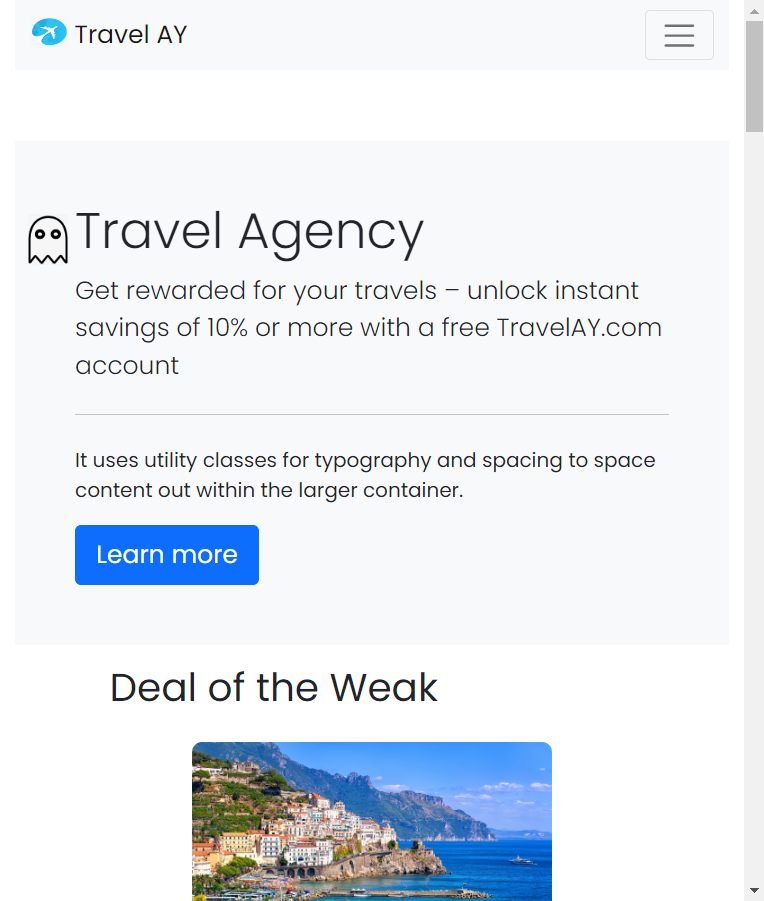 Travel AY
Travel Agency
Get rewarded for your travels – unlock instant
savings of 10% or more with a free TravelAY.com
account
It uses utility classes for typography and spacing to space
content out within the larger container.
Learn more
Deal of the Weak